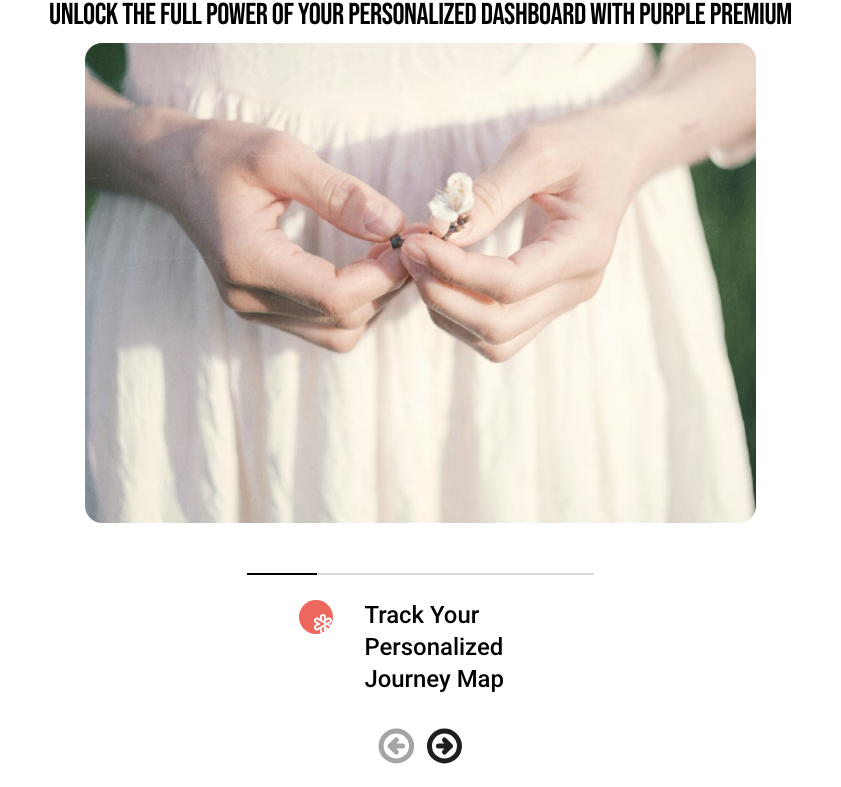 UNLOCK THE FULL POWER OF YOUR PERSONALIZED DASHBOARD WITH PURPLE PREMIUM
Track Your
Personalized
Journey Map